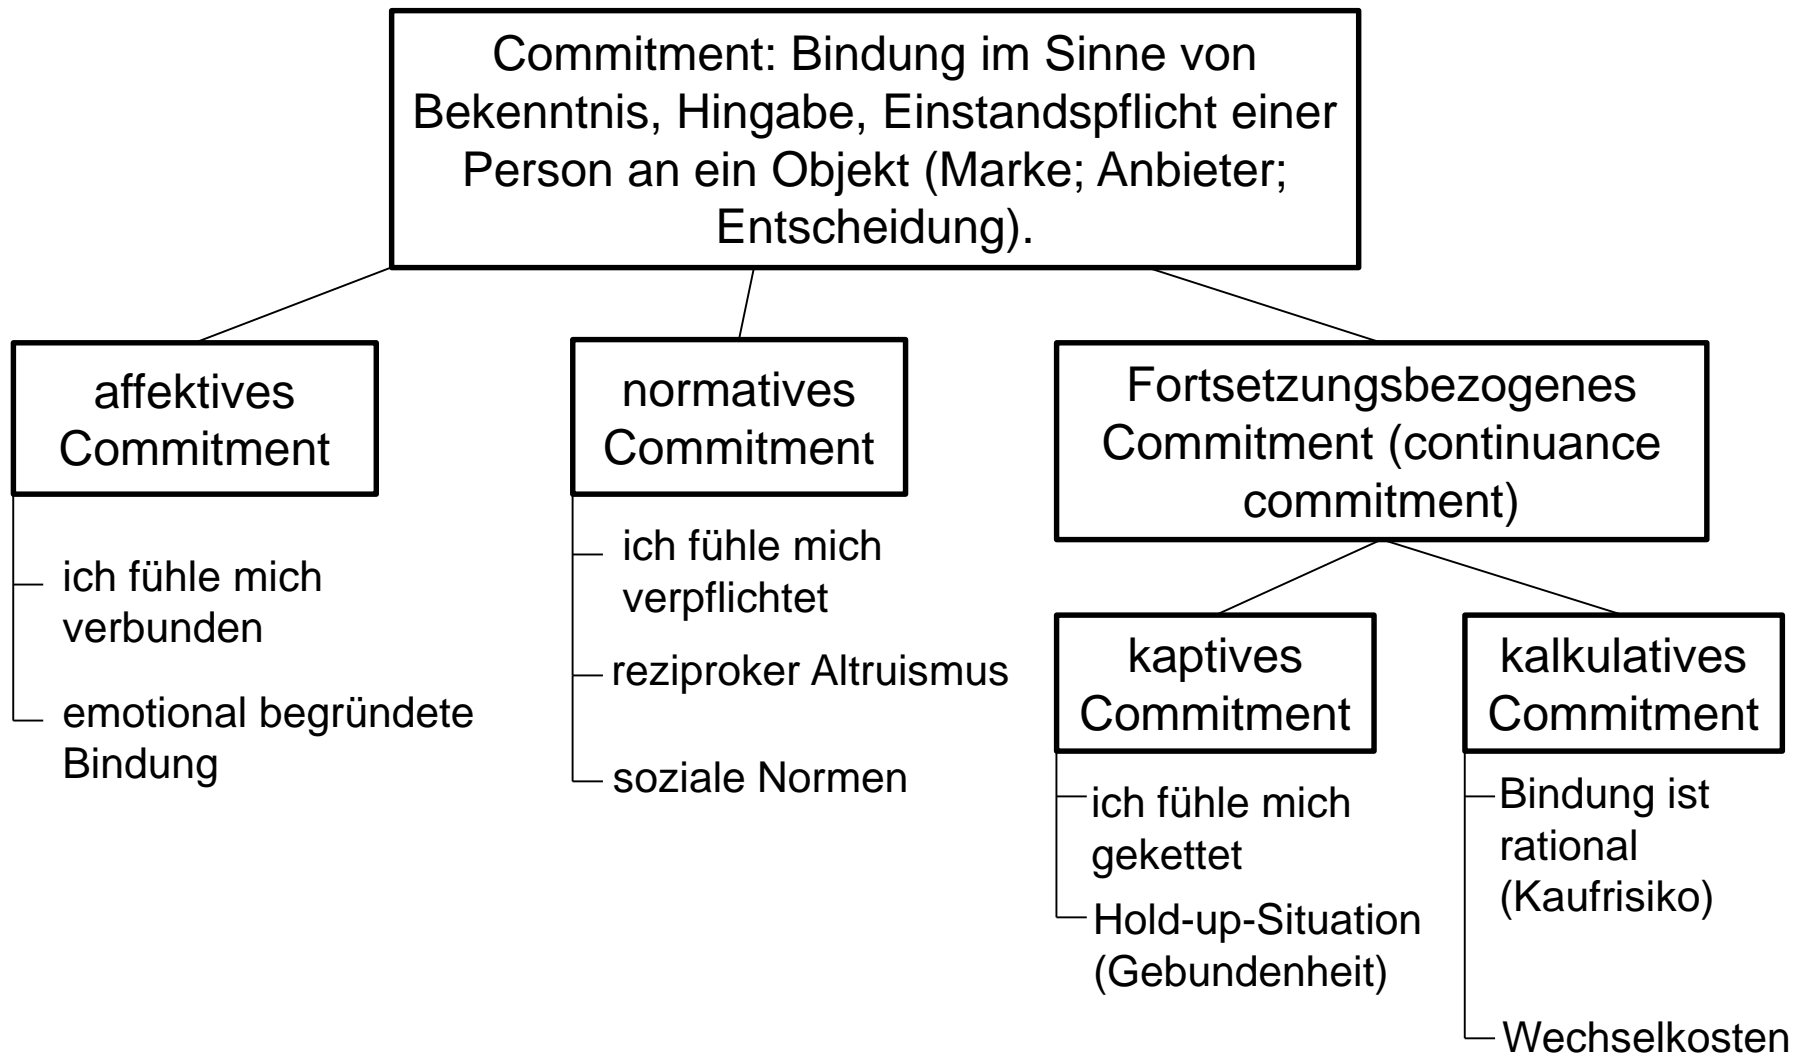 Commitment: Bindung im Sinne von
Bekenntnis, Hingabe, Einstandspflicht einer
Person an ein Objekt (Marke; Anbieter;
Entscheidung).
affektives
Commitment
ich fühle mich
verbunden
emotional begründete
Bindung
normatives
Commitment
ich fühle mich
verpflichtet
reziproker Altruismus
soziale Normen
Fortsetzungsbezogenes
Commitment (continuance
commitment)
kaptives
Commitment
ich fühle mich
gekettet
Hold-up-Situation
(Gebundenheit)
kalkulatives
Commitment
Bindung ist
rational
(Kaufrisiko)
Wechselkosten